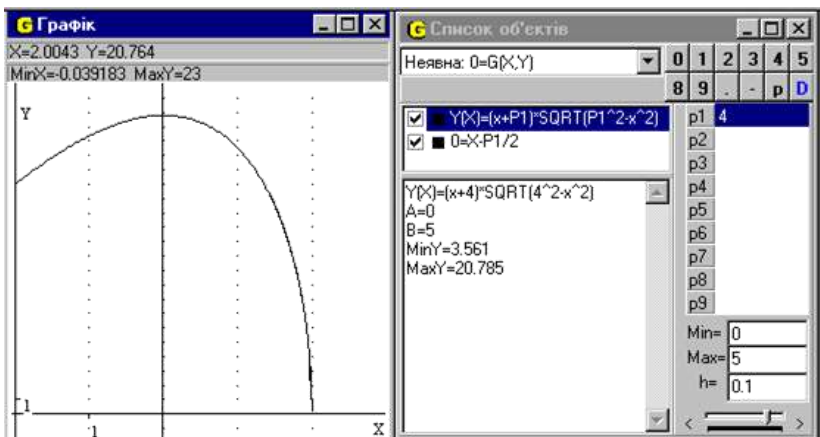 Графік
X=2.0043 Y=20.764
MinX=-0.039183 MaxY=23
Y
1
1
X
Список об'єктів
Неявна: 0=G(X,Y)
0 1 2 3 4 5
8 9 . - p D
Y(X)=(x+P1)*SQRT(P1^2-x^2)
0=X-P1/2
Y(X)=(x+4)*SQRT(4^2-x^2)
A=0
B=5
MinY=3.561
MaxY=20.785
p1 4
p2
p3
p4
p5
p6
p7
p8
p9
Min= 0
Max= 5
h= 0.1